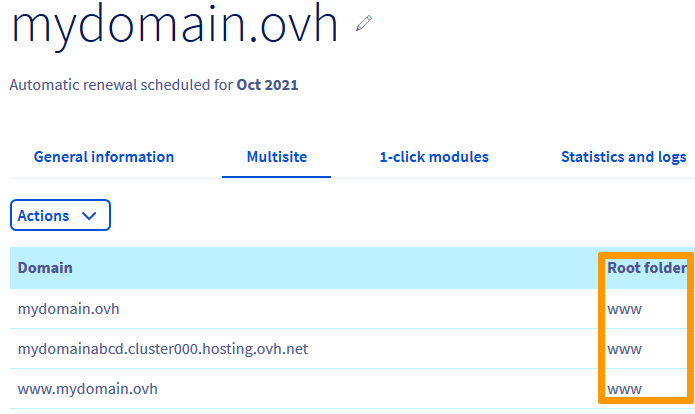 mydomain.ovh
Automatic renewal scheduled for Oct 2021
General information Multisite 1-click modules Statistics and logs
Actions
Domain Root folder
mydomain.ovh www
mydomainabcd.cluster000.hosting.ovh.net www
www.mydomain.ovh www